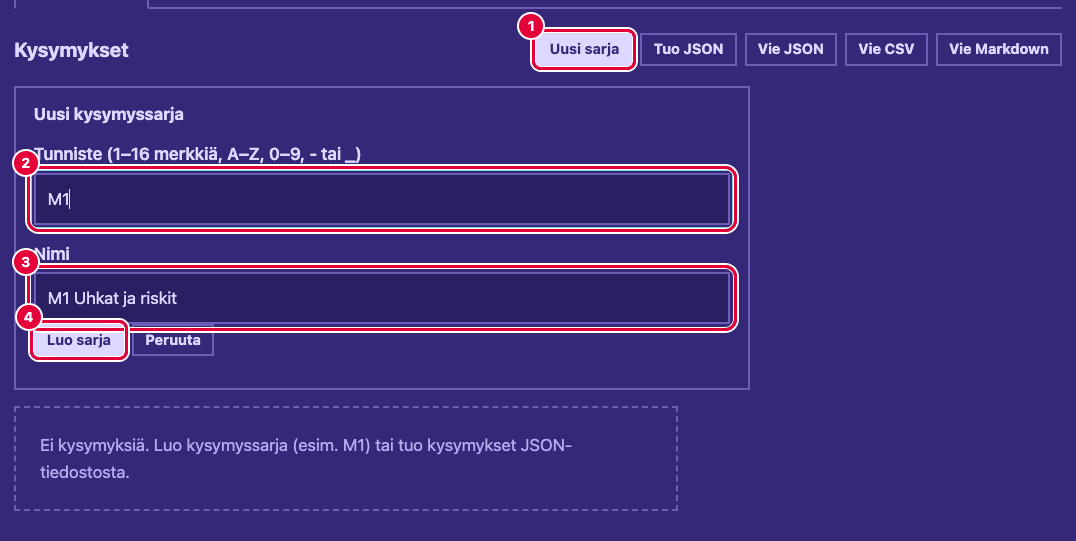 Kysymykset
1
Uusi sarja
Tuo JSON
Vie JSON
Vie CSV
Vie Markdown
Uusi kysymyssarja
2
Tunniste (1–16 merkkiä, A–Z, 0–9, - tai _)
M1
3
Nimi
M1 Uhkat ja riskit
4
Luo sarja
Peruuta
Ei kysymyksiä. Luo kysymyssarja (esim. M1) tai tuo kysymykset JSON-
tiedostosta.